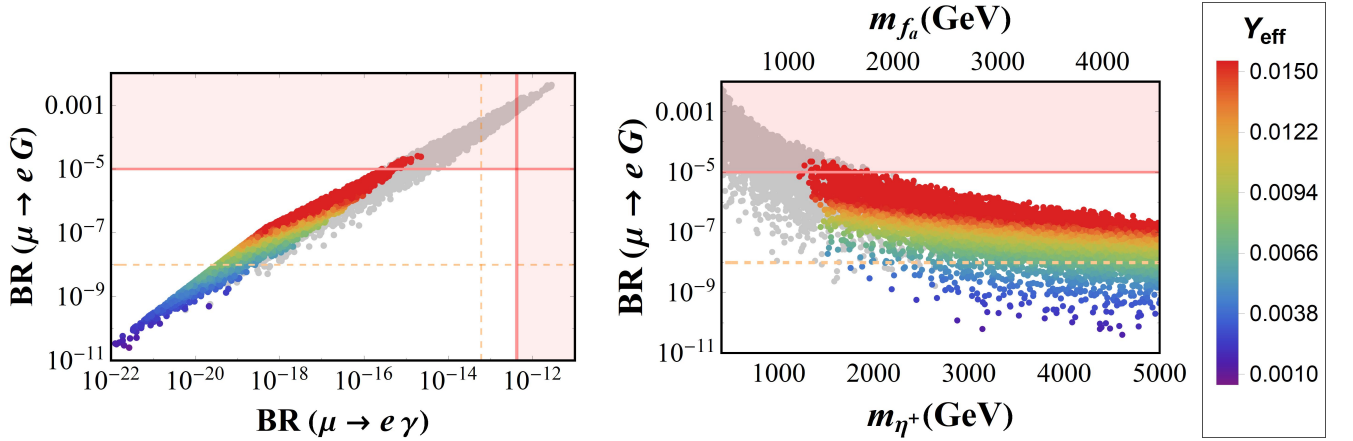 0.001
10⁻⁵
10⁻⁷
10⁻⁹
10⁻¹¹
BR (μ → e G)
10⁻²² 10⁻²⁰ 10⁻¹⁸ 10⁻¹⁶ 10⁻¹⁴ 10⁻¹²
BR (μ → e γ)
m_{f_a}(GeV)
1000 2000 3000 4000
0.001
10⁻⁵
10⁻⁷
10⁻⁹
10⁻¹¹
BR (μ → e G)
1000 2000 3000 4000 5000
m_{η⁺}(GeV)
Y_{eff}
0.0150
0.0122
0.0094
0.0066
0.0038
0.0010